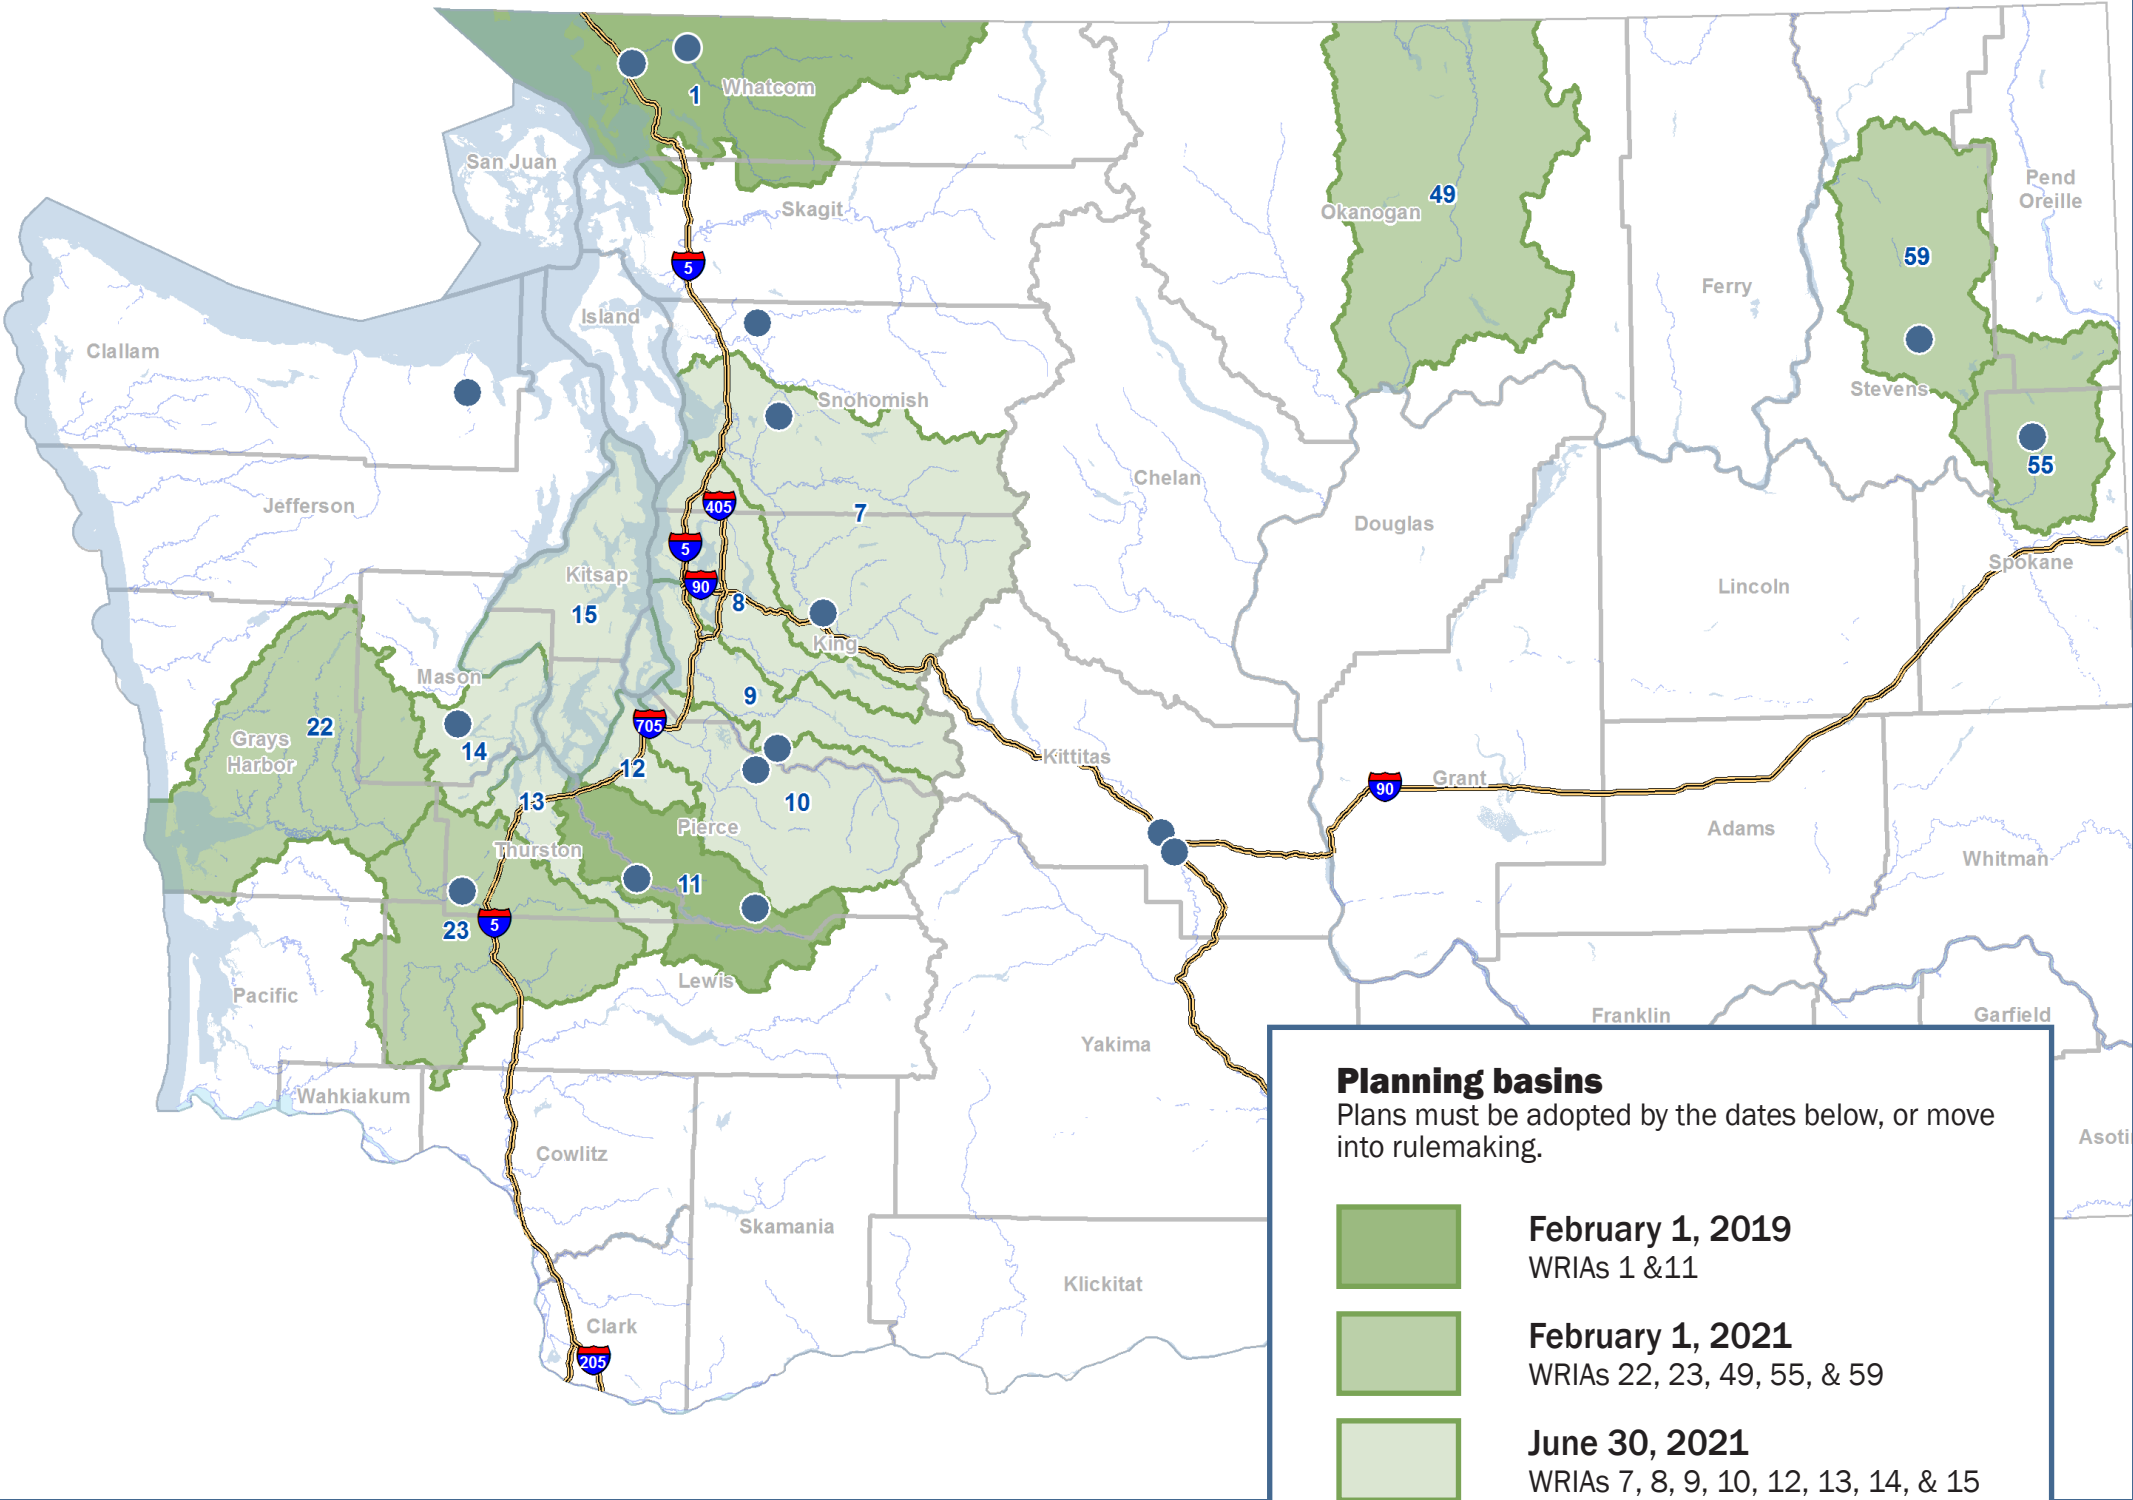 1
Whatcom
San Juan
Skagit
49
Okanogan
Pend
Oreille
59
5
Ferry
Island
Clallam
Stevens
Snohomish
55
Chelan
Jefferson
405
7
Douglas
5
Spokane
Kitsap
90
Lincoln
15
8
King
Mason
9
22
705
Grays
Harbor
14
12
Kittitas
90
Grant
13
10
Pierce
Adams
Thurston
Whitman
11
5
23
Lewis
Pacific
Franklin
Garfield
Yakima
Wahkiakum
Asoti
Cowlitz
Skamania
Klickitat
Clark
205
Planning basins
Plans must be adopted by the dates below, or move
into rulemaking.
February 1, 2019
WRIAs 1 &11
February 1, 2021
WRIAs 22, 23, 49, 55, & 59
June 30, 2021
WRIAs 7, 8, 9, 10, 12, 13, 14, & 15